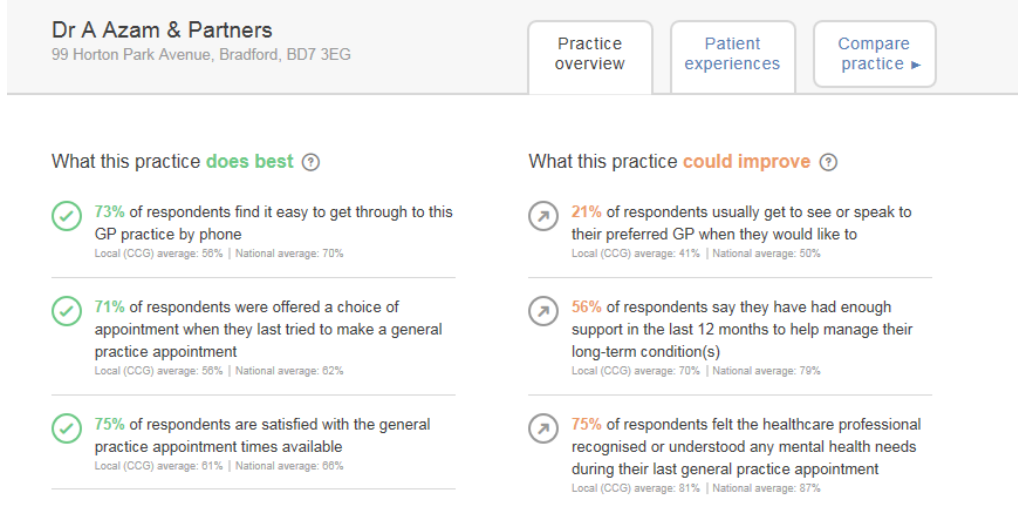 Dr A Azam & Partners
99 Horton Park Avenue, Bradford, BD7 3EG
Practice
overview
Patient
experiences
Compare
practice ►
What this practice does best ?
73% of respondents find it easy to get through to this
GP practice by phone
Local (CCG) average: 56% | National average: 70%
71% of respondents were offered a choice of
appointment when they last tried to make a general
practice appointment
Local (CCG) average: 56% | National average: 62%
75% of respondents are satisfied with the general
practice appointment times available
Local (CCG) average: 61% | National average: 66%
What this practice could improve ?
21% of respondents usually get to see or speak to
their preferred GP when they would like to
Local (CCG) average: 41% | National average: 50%
56% of respondents say they have had enough
support in the last 12 months to help manage their
long-term condition(s)
Local (CCG) average: 70% | National average: 79%
75% of respondents felt the healthcare professional
recognised or understood any mental health needs
during their last general practice appointment
Local (CCG) average: 81% | National average: 87%